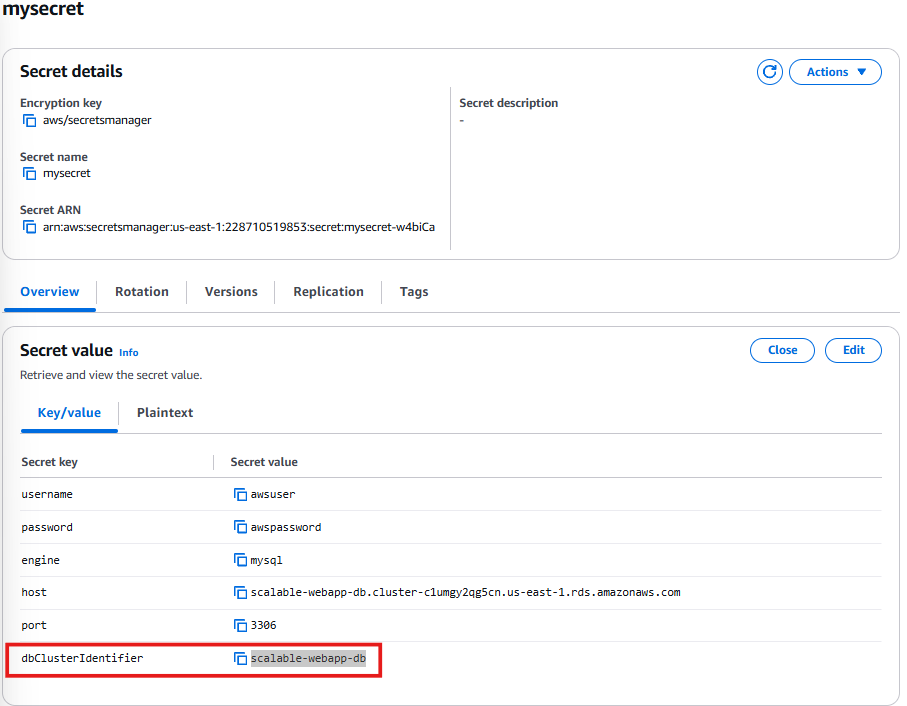 mysecret
Secret details
Actions
Encryption key
aws/secretsmanager
Secret description
-
Secret name
mysecret
Secret ARN
arn:aws:secretsmanager:us-east-1:228710519853:secret:mysecret-w4biCa
Overview Rotation Versions Replication Tags
Secret value Info
Close Edit
Retrieve and view the secret value.
Key/value Plaintext
Secret key Secret value
username awsuser
password awspassword
engine mysql
host scalable-webapp-db.cluster-c1umgy2qg5cn.us-east-1.rds.amazonaws.com
port 3306
dbClusterIdentifier scalable-webapp-db